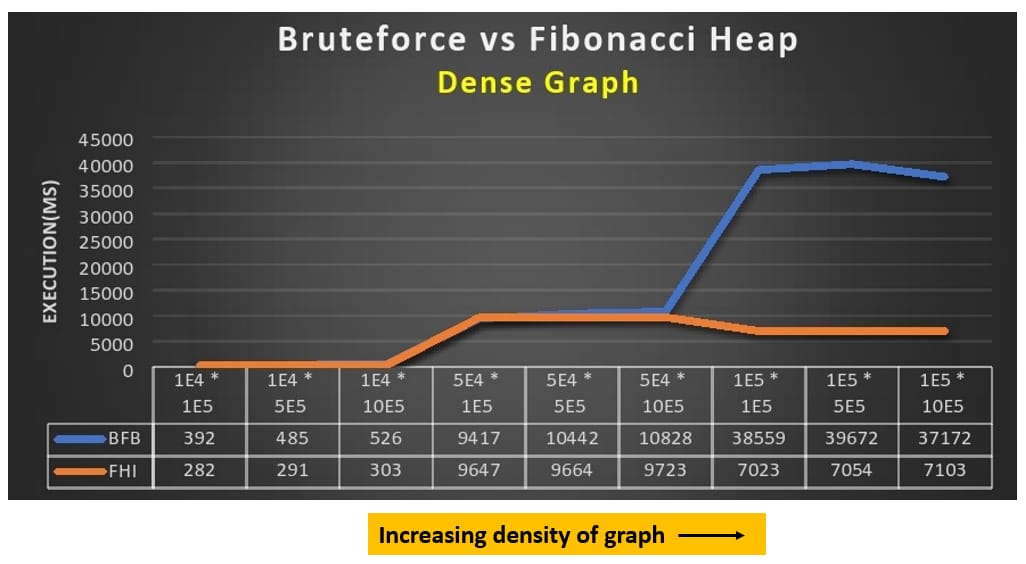 Bruteforce vs Fibonacci Heap
Dense Graph
EXECUTION(MS)
45000
40000
35000
30000
25000
20000
15000
10000
5000
0
1E4 * 1E4 * 1E4 * 5E4 * 5E4 * 5E4 * 1E5 * 1E5 * 1E5 *
1E5 5E5 10E5 1E5 5E5 10E5 1E5 5E5 10E5
BFB 392 485 526 9417 10442 10828 38559 39672 37172
FHI 282 291 303 9647 9664 9723 7023 7054 7103
Increasing density of graph